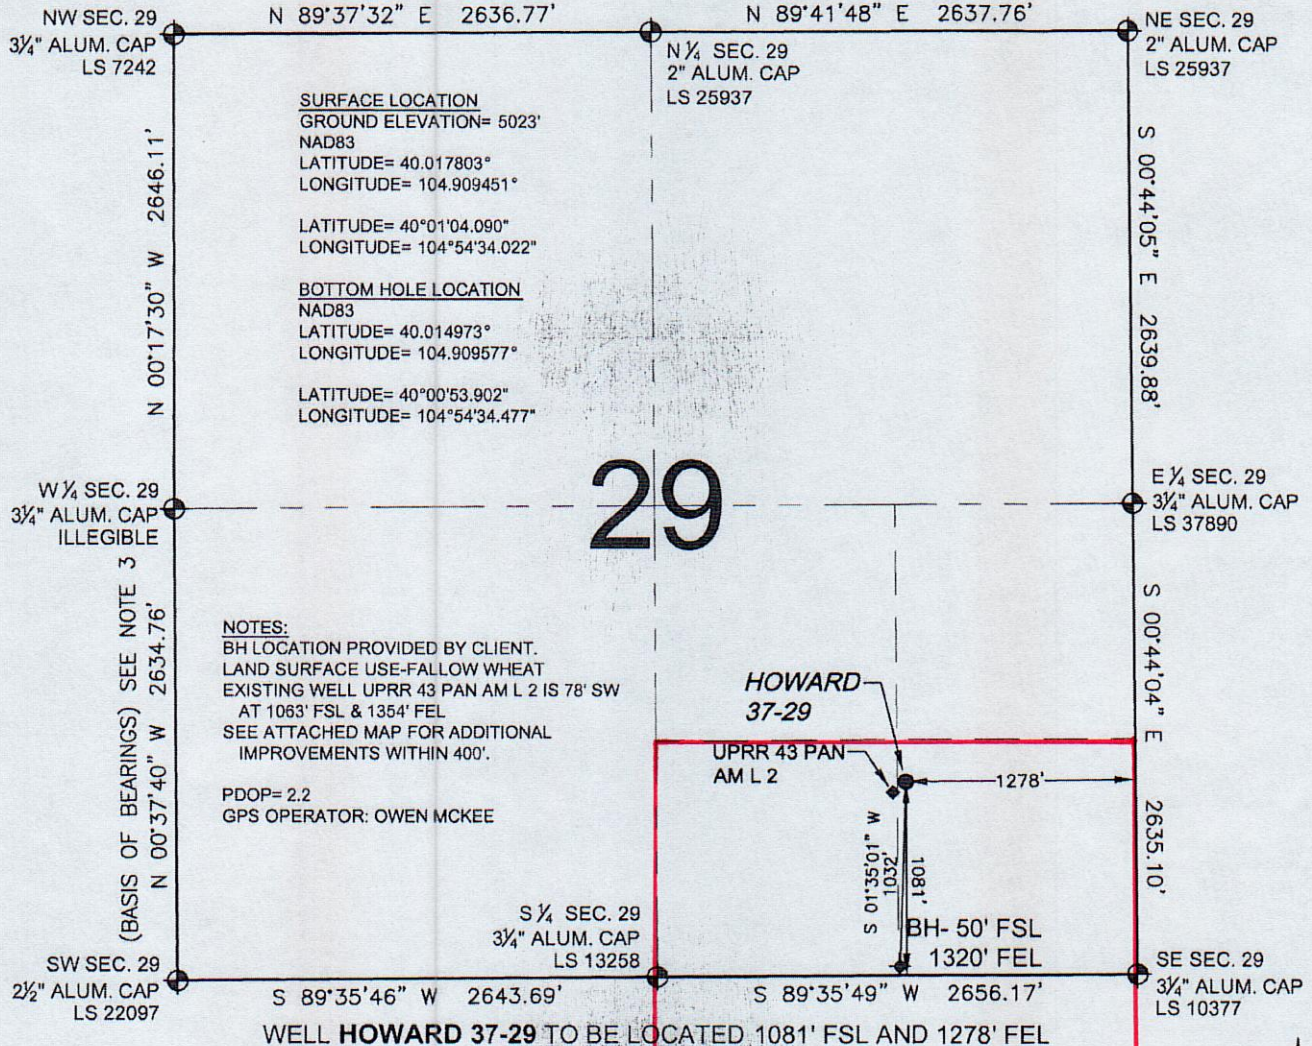 N 89°37'32" E 2636.77'
N 89°41'48" E 2637.76'
NW SEC. 29
3¼" ALUM. CAP
LS 7242
N ¼ SEC. 29
2" ALUM. CAP
LS 25937
NE SEC. 29
2" ALUM. CAP
LS 25937
SURFACE LOCATION
GROUND ELEVATION= 5023'
NAD83
LATITUDE= 40.017803°
LONGITUDE= 104.909451°
LATITUDE= 40°01'04.090"
LONGITUDE= 104°54'34.022"
BOTTOM HOLE LOCATION
NAD83
LATITUDE= 40.014973°
LONGITUDE= 104.909577°
LATITUDE= 40°00'53.902"
LONGITUDE= 104°54'34.477"
N 00°17'30" W 2646.11'
S 00°44'05" E 2639.88'
29
W ¼ SEC. 29
3¼" ALUM. CAP
ILLEGIBLE
E ¼ SEC. 29
3¼" ALUM. CAP
LS 37890
(BASIS OF BEARINGS) SEE NOTE 3
N 00°37'40" W 2634.76'
NOTES:
BH LOCATION PROVIDED BY CLIENT.
LAND SURFACE USE-FALLOW WHEAT
EXISTING WELL UPRR 43 PAN AM L 2 IS 78' SW
AT 1063' FSL & 1354' FEL
SEE ATTACHED MAP FOR ADDITIONAL
IMPROVEMENTS WITHIN 400'.
PDOP= 2.2
GPS OPERATOR: OWEN MCKEE
HOWARD
37-29
UPRR 43 PAN
AM L 2
1278'
S 00°44'04" E 2635.10'
S 01°35'01" W
1032'
1081'
BH- 50' FSL
1320' FEL
S ¼ SEC. 29
3¼" ALUM. CAP
LS 13258
SW SEC. 29
2½" ALUM. CAP
LS 22097
SE SEC. 29
3¼" ALUM. CAP
LS 10377
S 89°35'46" W 2643.69'
S 89°35'49" W 2656.17'
WELL HOWARD 37-29 TO BE LOCATED 1081' FSL AND 1278' FEL